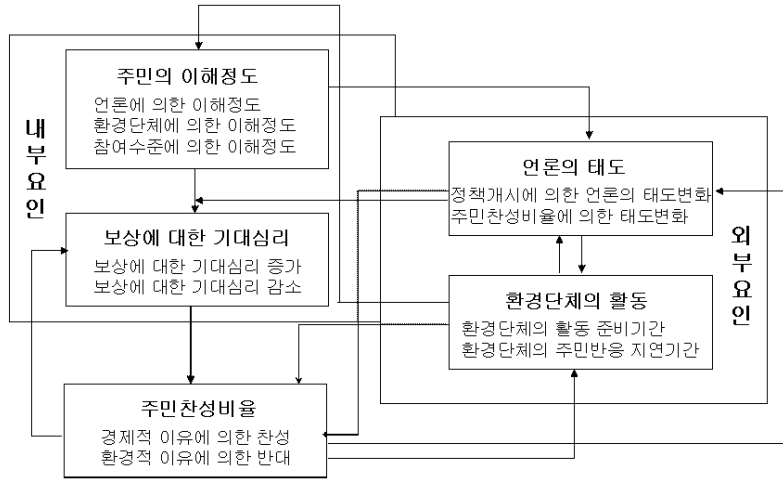 내부요인
주민의 이해정도
언론에 의한 이해정도
환경단체에 의한 이해정도
참여수준에 의한 이해정도
보상에 대한 기대심리
보상에 대한 기대심리 증가
보상에 대한 기대심리 감소
주민찬성비율
경제적 이유에 의한 찬성
환경적 이유에 의한 반대
언론의 태도
정책개시에 의한 언론의 태도변화
주민찬성비율에 의한 태도변화
환경단체의 활동
환경단체의 활동 준비기간
환경단체의 주민반응 지연기간
외부요인